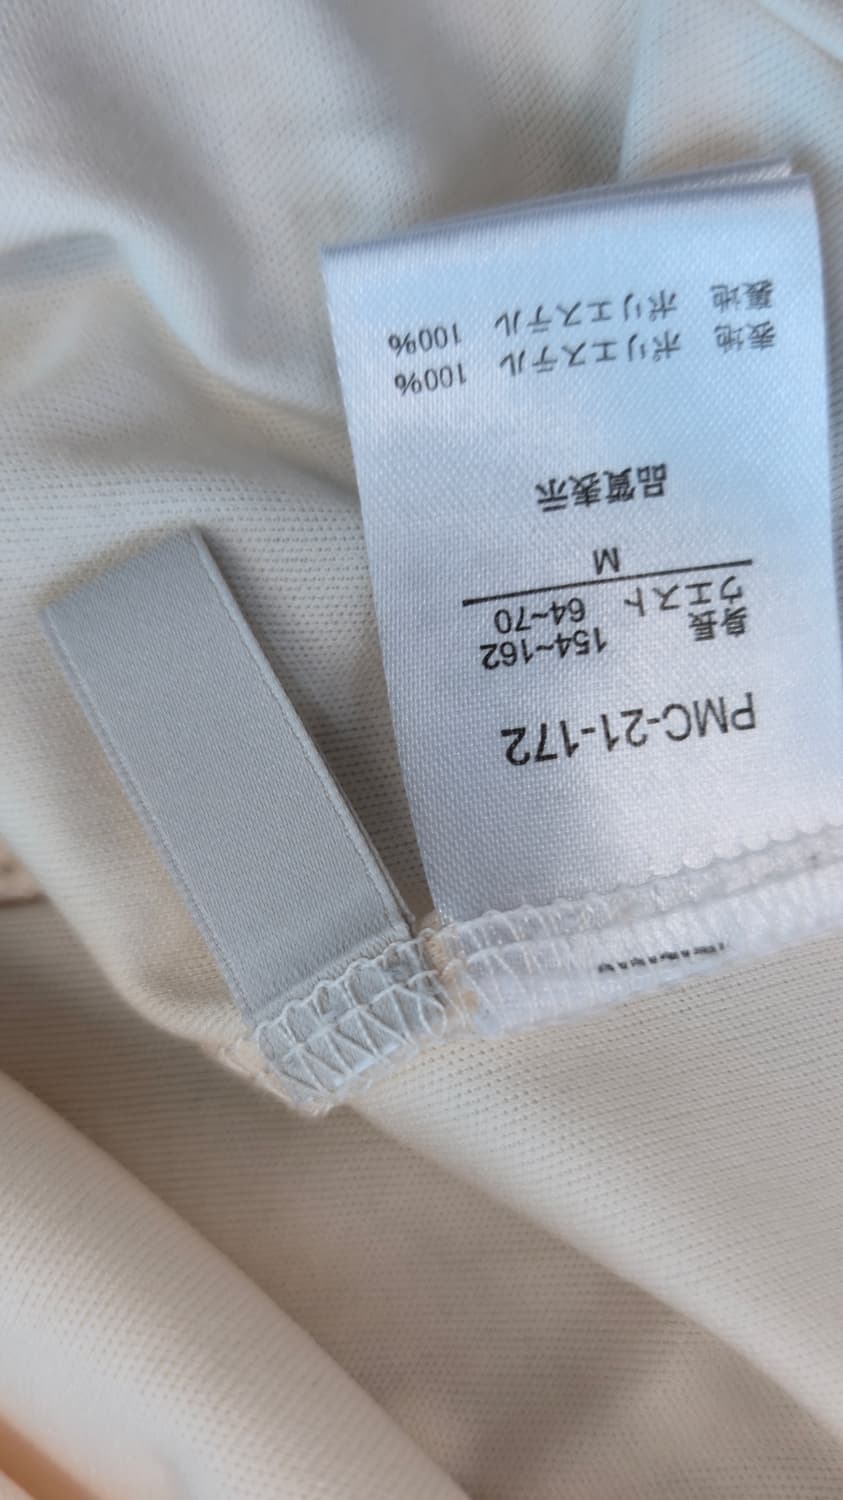 PMC-21-172
身長 154~162
ウエスト 64~70
M
品質表示
表地 ポリエステル 100%
裏地 ポリエステル 100%